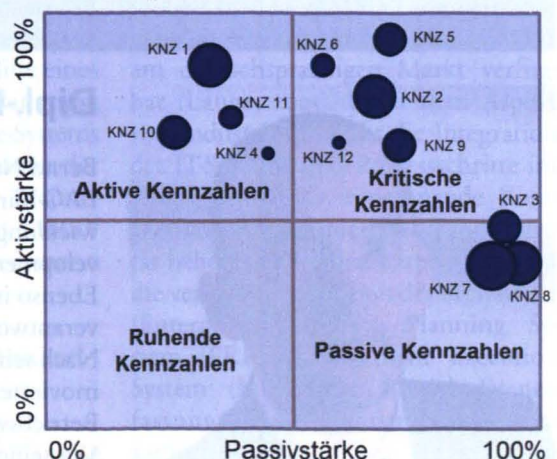 100%
KNZ 1
KNZ 6
KNZ 5
KNZ 11
KNZ 2
KNZ 10
KNZ 4
KNZ 12
KNZ 9
Aktive Kennzahlen
Kritische
Kennzahlen
KNZ 3
Aktivstärke
KNZ 7
KNZ 8
Ruhende
Kennzahlen
Passive Kennzahlen
0%
0%
Passivstärke
100%